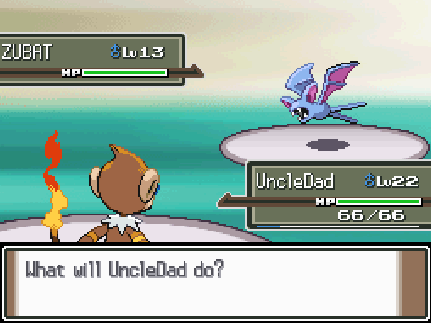 ZUBAT ♂Lv13
HP
UncleDad ♂Lv22
HP
66/66
What will UncleDad do?